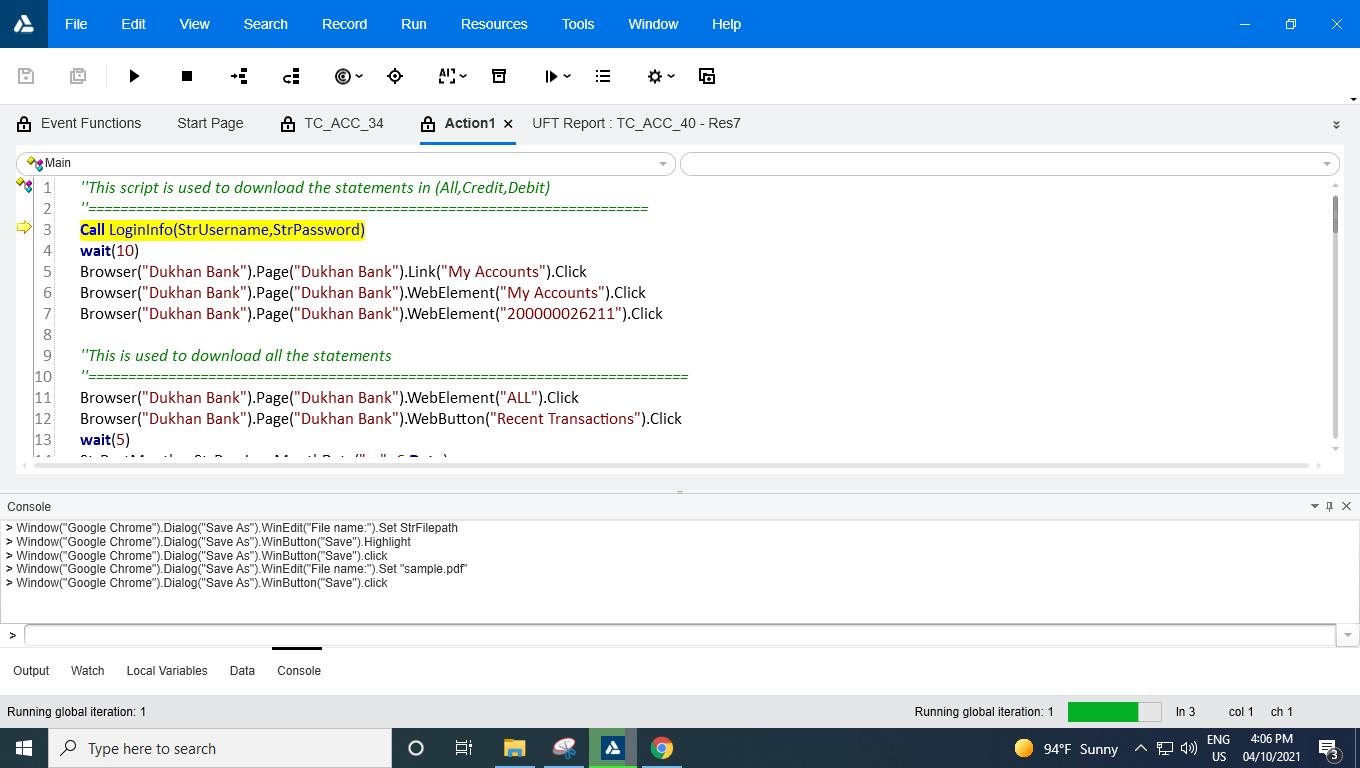 File Edit View Search Record Run Resources Tools Window Help
Event Functions Start Page TC_ACC_34 Action1 UFT Report : TC_ACC_40 - Res7
Main
1 ''This script is used to download the statements in (All,Credit,Debit)
2 ''======================================================================
3 Call LoginInfo(StrUsername,StrPassword)
4 wait(10)
5 Browser("Dukhan Bank").Page("Dukhan Bank").Link("My Accounts").Click
6 Browser("Dukhan Bank").Page("Dukhan Bank").WebElement("My Accounts").Click
7 Browser("Dukhan Bank").Page("Dukhan Bank").WebElement("200000026211").Click
8
9 ''This is used to download all the statements
10 ''===========================================================================
11 Browser("Dukhan Bank").Page("Dukhan Bank").WebElement("ALL").Click
12 Browser("Dukhan Bank").Page("Dukhan Bank").WebButton("Recent Transactions").Click
13 wait(5)
Console
> Window("Google Chrome").Dialog("Save As").WinEdit("File name:").Set StrFilepath
> Window("Google Chrome").Dialog("Save As").WinButton("Save").Highlight
> Window("Google Chrome").Dialog("Save As").WinButton("Save").click
> Window("Google Chrome").Dialog("Save As").WinEdit("File name:").Set "sample.pdf"
> Window("Google Chrome").Dialog("Save As").WinButton("Save").click
>
Output Watch Local Variables Data Console
Running global iteration: 1 Running global iteration: 1 ln 3 col 1 ch 1
Type here to search 94°F Sunny ENG US 4:06 PM 04/10/2021 3